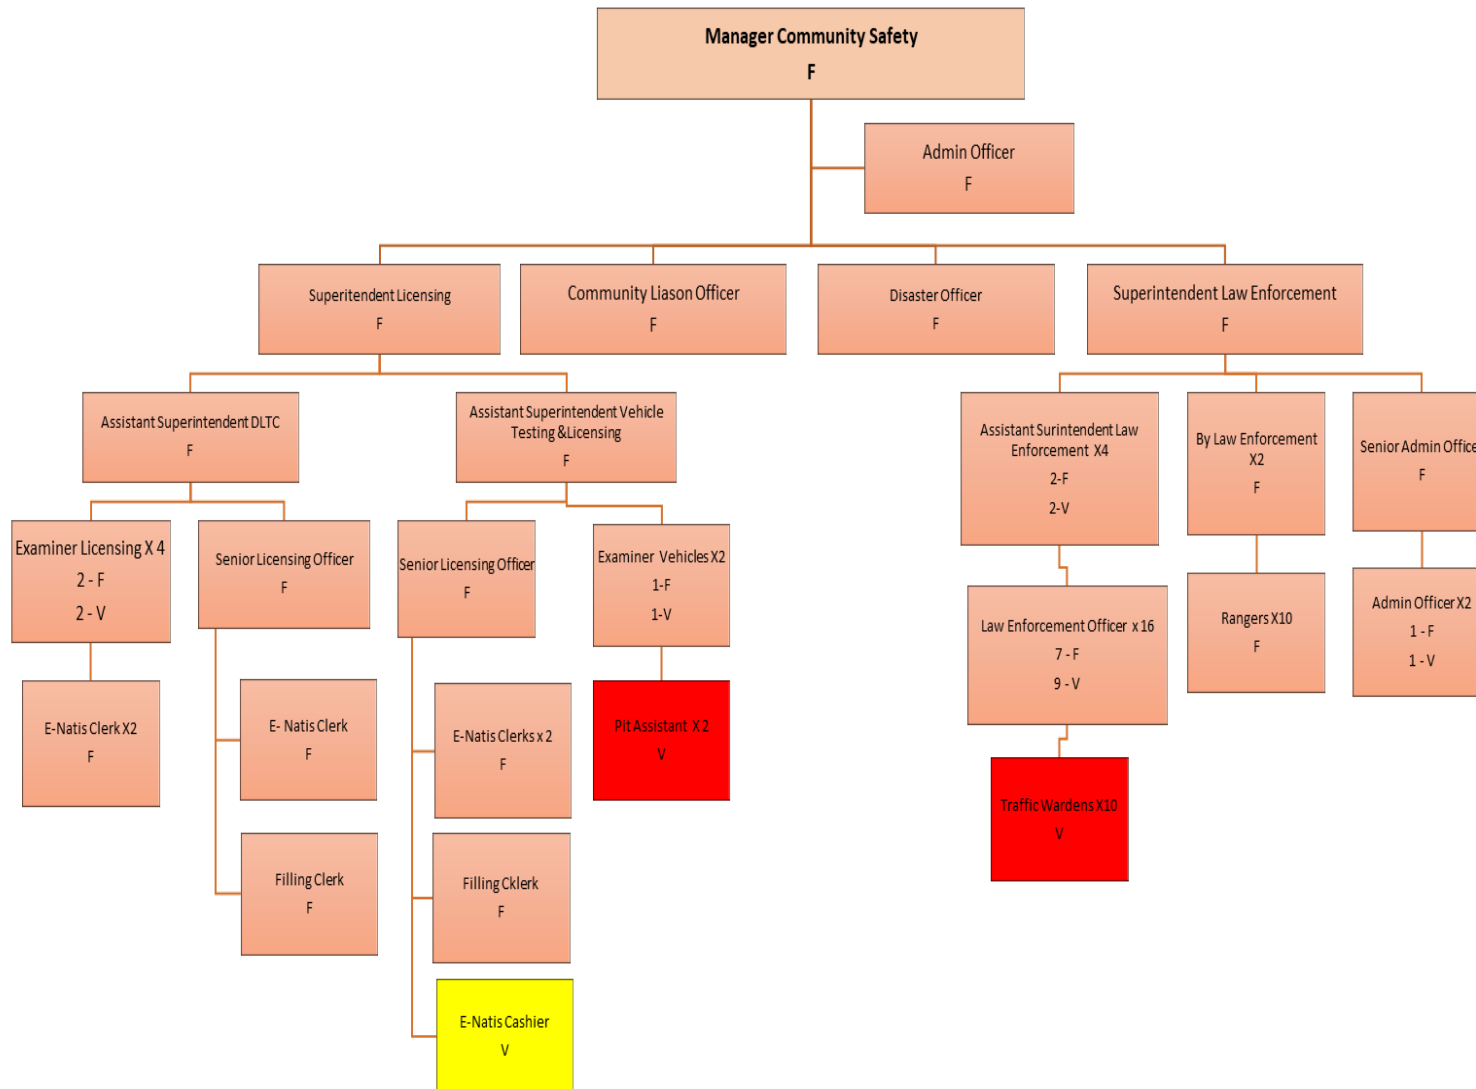 Manager Community Safety
F
Admin Officer
F
Superitendent Licensing
F
Community Liason Officer
F
Disaster Officer
F
Superintendent Law Enforcement
F
Assistant Superintendent DLTC
F
Assistant Superintendent Vehicle
Testing &Licensing
F
Assistant Surintendent Law
Enforcement X4
2-F
2-V
By Law Enforcement
X2
F
Senior Admin Office
F
Examiner Licensing X 4
2 - F
2 - V
Senior Licensing Officer
F
Senior Licensing Officer
F
Examiner Vehicles X2
1-F
1-V
Law Enforcement Officer x 16
7 - F
9 - V
Rangers X10
F
Admin Officer X2
1 - F
1 - V
E-Natis Clerk X2
F
E- Natis Clerk
F
E-Natis Clerks x 2
F
Pit Assistant X 2
V
Traffic Wardens X10
V
Filling Clerk
F
Filling Cklerk
F
E-Natis Cashier
V